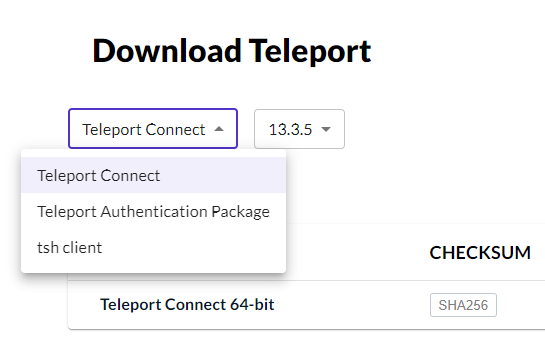 Download Teleport
Teleport Connect 13.3.5
Teleport Connect
Teleport Authentication Package
tsh client
CHECKSUM
Teleport Connect 64-bit SHA256